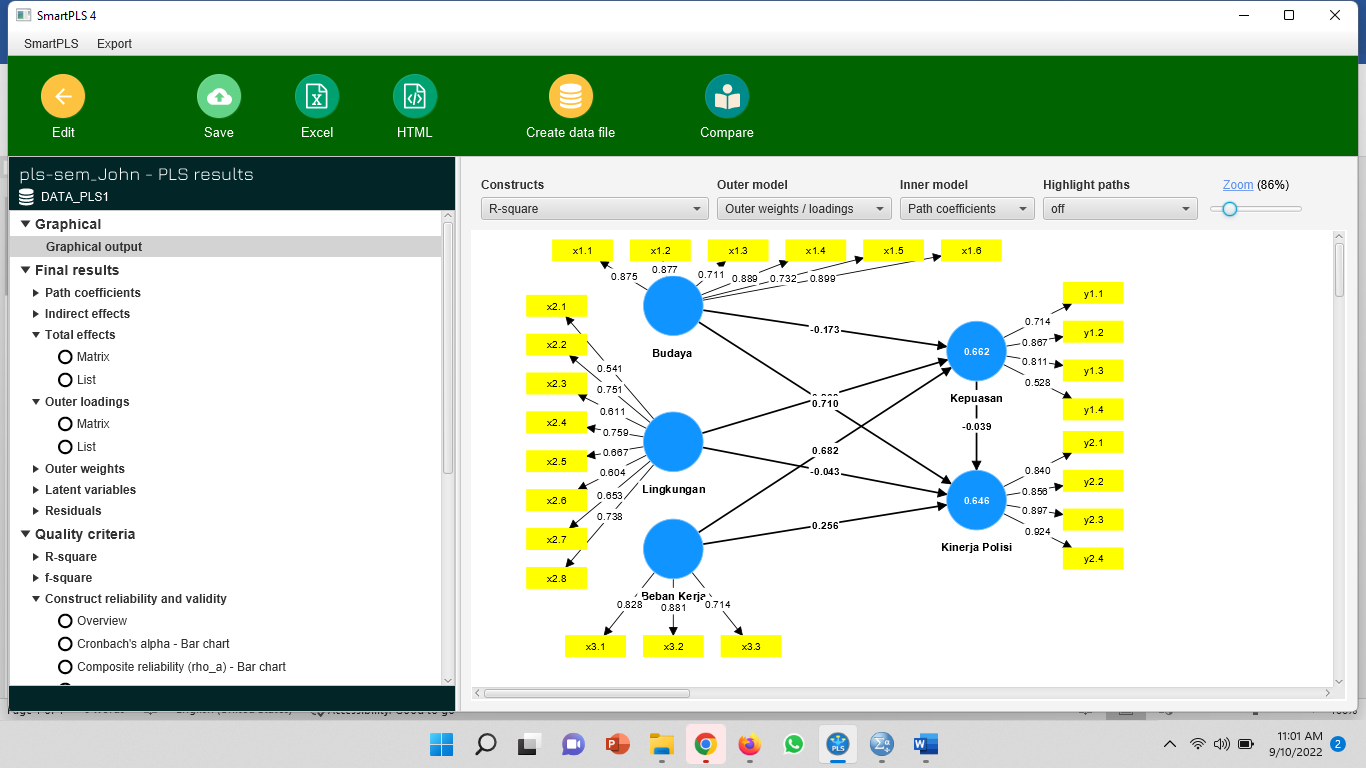 SmartPLS 4
SmartPLS Export
Edit Save Excel HTML Create data file Compare
pls-sem_John - PLS results
DATA_PLS1
Graphical
Graphical output
Final results
Path coefficients
Indirect effects
Total effects
Matrix
List
Outer loadings
Matrix
List
Outer weights
Latent variables
Residuals
Quality criteria
R-square
f-square
Construct reliability and validity
Overview
Cronbach's alpha - Bar chart
Composite reliability (rho_a) - Bar chart
Constructs Outer model Inner model Highlight paths Zoom (86%)
R-square Outer weights / loadings Path coefficients off
x1.1 x1.2 x1.3 x1.4 x1.5 x1.6
0.875 0.877 0.711 0.889 0.732 0.899
Budaya
x2.1
x2.2
x2.3
x2.4
x2.5
x2.6
x2.7
x2.8
0.541
0.751
0.611
0.759
0.667
0.604
0.653
0.738
Lingkungan
Beban Kerja
0.828 0.881 0.714
x3.1 x3.2 x3.3
-0.173
0.710
0.682
-0.043
0.256
0.662
Kepuasan
-0.039
0.646
Kinerja Polisi
0.714
0.867
0.811
0.528
y1.1
y1.2
y1.3
y1.4
0.840
0.856
0.897
0.924
y2.1
y2.2
y2.3
y2.4
PLS
11:01 AM
9/10/2022
2